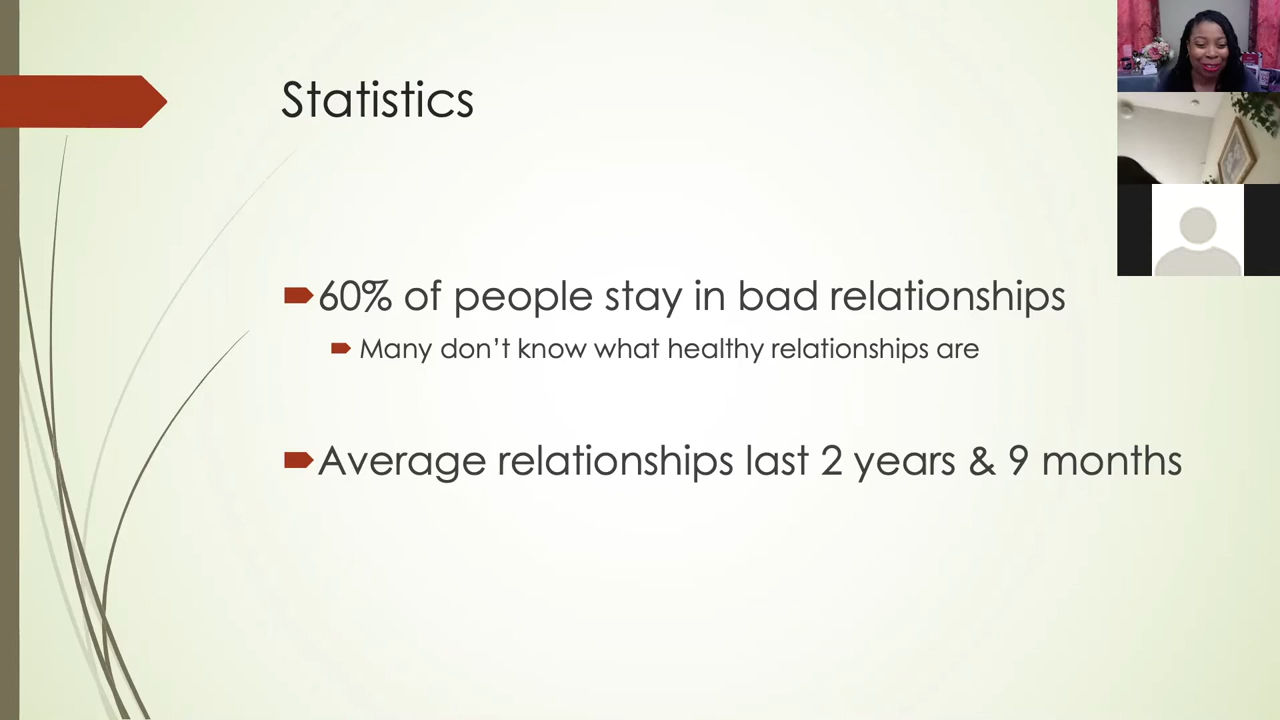 Statistics
60% of people stay in bad relationships
Many don’t know what healthy relationships are
Average relationships last 2 years & 9 months